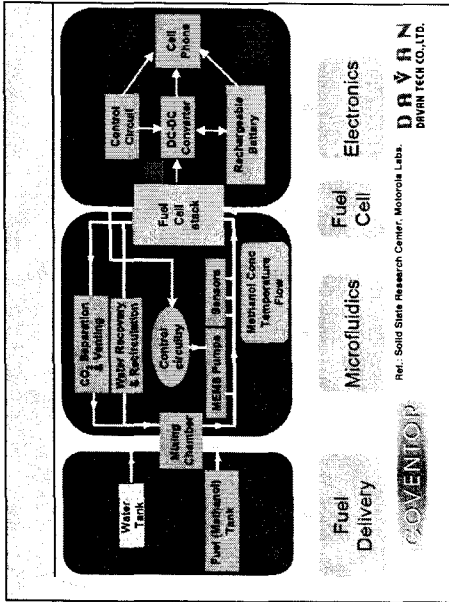 Water
Tank
Fuel (Methanol)
Tank
Mixing
Chamber
CO₂ Separation
& Venting
Water Recovery
& Recirculation
Control
circuitry
MEMS Pumps
Sensors
Methanol Conc
Temperature
Flow
Fuel
Cell
stack
Control
Circuit
DC-DC
Converter
Rechargeable
Battery
Cell
Phone
Fuel
Delivery
Microfluidics
Fuel
Cell
Electronics
COVENTOR
Ref.: Solid State Research Center, Motorola Labs.
DAVAN
DAVAN TECH CO., LTD.